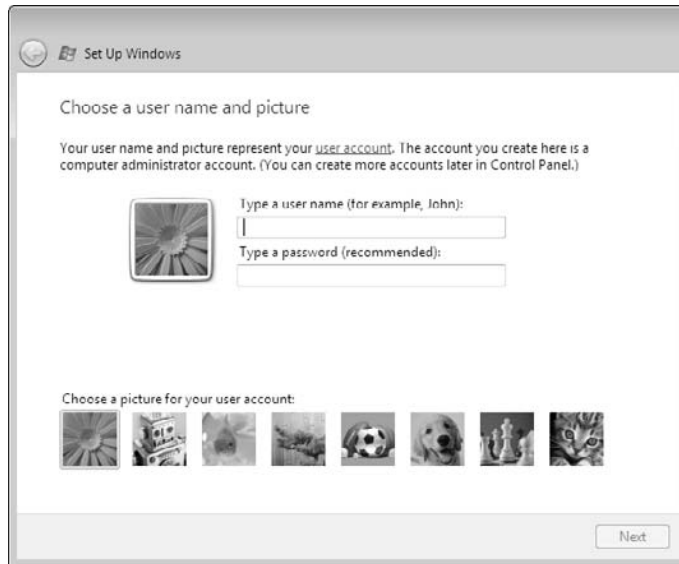 Set Up Windows
Choose a user name and picture
Your user name and picture represent your user account. The account you create here is a
computer administrator account. (You can create more accounts later in Control Panel.)
Type a user name (for example, John):
Type a password (recommended):
Choose a picture for your user account:
Next